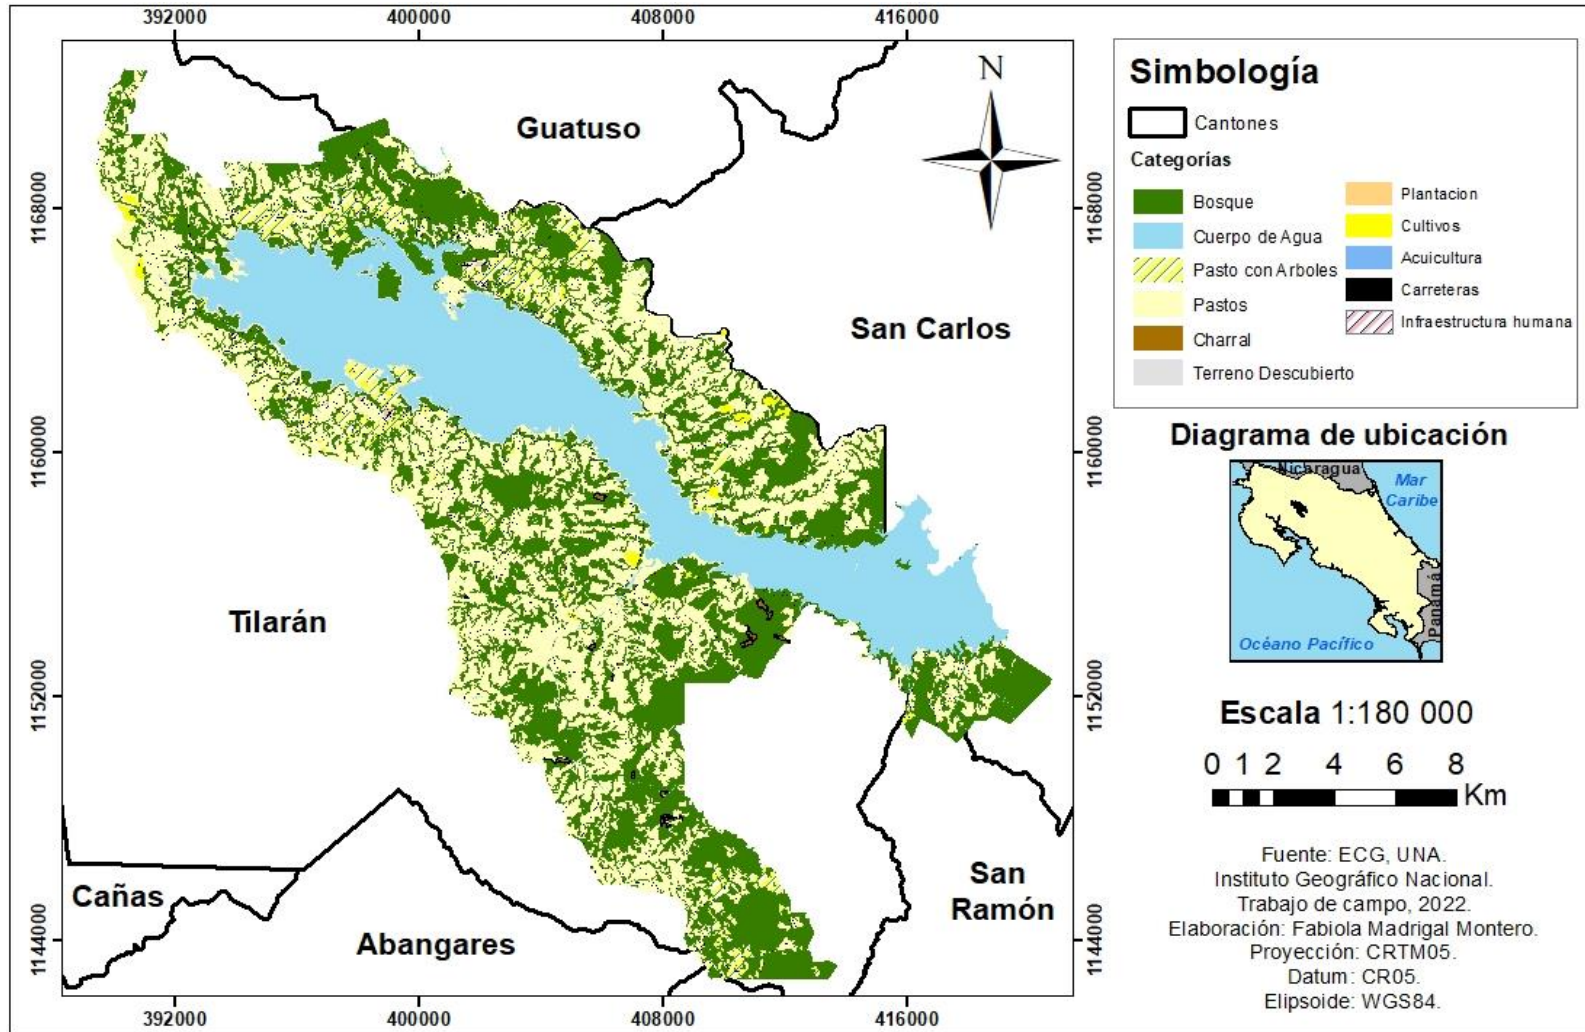 392000
400000
408000
416000
N
Guatuso
1168000
1168000
San Carlos
1160000
1160000
Tilarán
1152000
1152000
Cañas
San
Ramón
Abangares
1144000
1144000
392000
400000
408000
416000
Simbología
Cantones
Categorías
Bosque
Cuerpo de Agua
Pasto con Arboles
Pastos
Charral
Terreno Descubierto
Plantacion
Cultivos
Acuicultura
Carreteras
Infraestructura humana
Diagrama de ubicación
Nicaragua
Mar
Caribe
Panamá
Océano Pacífico
Escala 1:180 000
0 1 2 4 6 8
Km
Fuente: ECG, UNA.
Instituto Geográfico Nacional.
Trabajo de campo, 2022.
Elaboración: Fabiola Madrigal Montero.
Proyección: CRTM05.
Datum: CR05.
Elipsoide: WGS84.